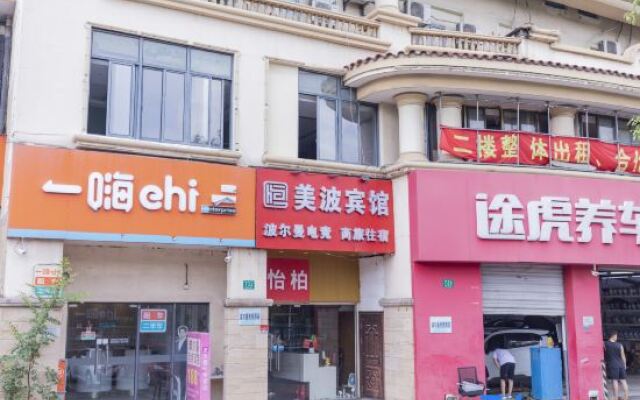 一嗨 ehi
enterprise
美波宾馆
波尔曼电竞 商旅住宿
怡柏
二楼整体出租、合
途虎养车